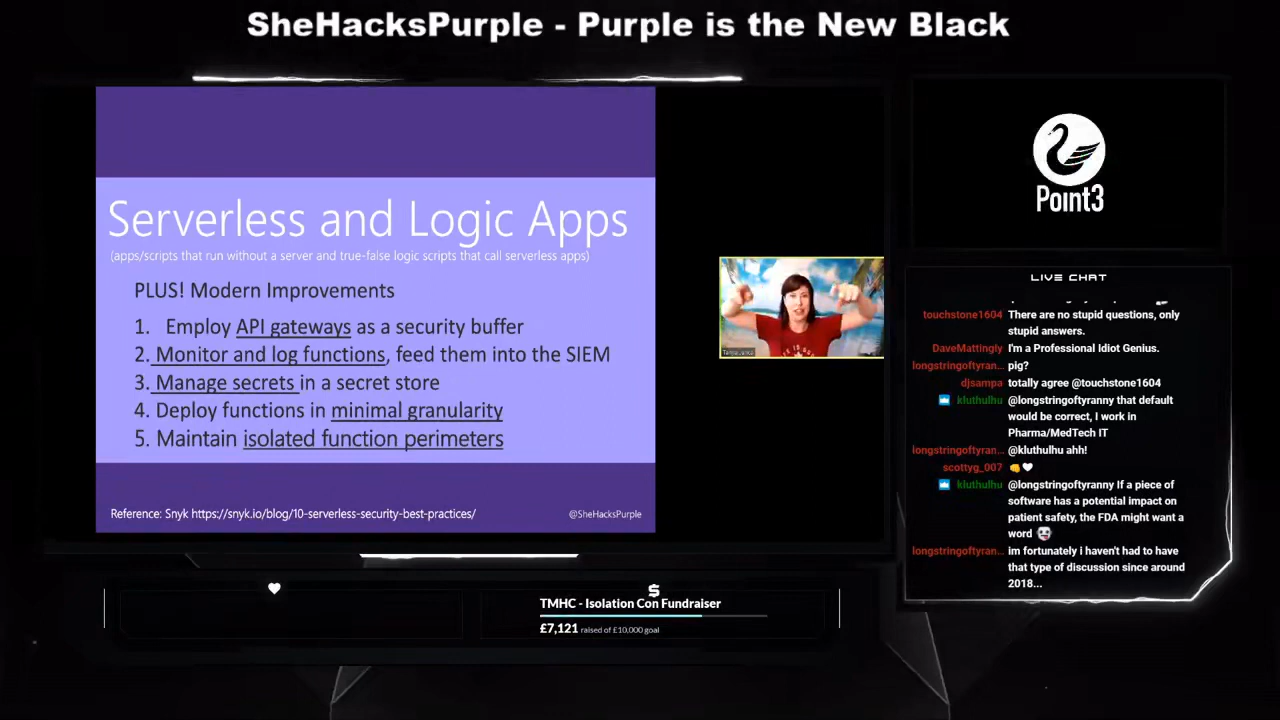 SheHacksPurple - Purple is the New Black
Serverless and Logic Apps
(apps/scripts that run without a server and true-false logic scripts that call serverless apps)
PLUS! Modern Improvements
1. Employ API gateways as a security buffer
2. Monitor and log functions, feed them into the SIEM
3. Manage secrets in a secret store
4. Deploy functions in minimal granularity
5. Maintain isolated function perimeters
Reference: Snyk https://snyk.io/blog/10-serverless-security-best-practices/
@SheHacksPurple
Point3
LIVE CHAT
touchstone1604 There are no stupid questions, only
stupid answers.
DaveMattingly I'm a Professional Idiot Genius.
longstringoftyran... pig?
djsampa totally agree @touchstone1604
kluthulhu @longstringoftyranny that default
would be correct, I work in
Pharma/MedTech IT
longstringoftyran... @kluthulhu ahh!
scottyg_007 👊🤍
kluthulhu @longstringoftyranny If a piece of
software has a potential impact on
patient safety, the FDA might want a
word
longstringoftyran... im fortunately i haven't had to have
that type of discussion since around
2018...
TMHC - Isolation Con Fundraiser
£7,121 raised of £10,000 goal